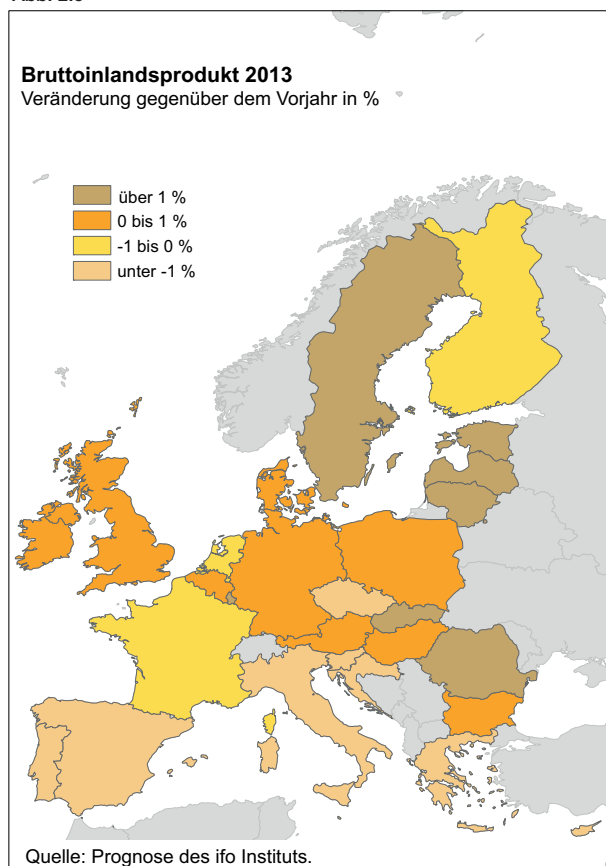 Bruttoinlandsprodukt 2013
Veränderung gegenüber dem Vorjahr in %
über 1 %
0 bis 1 %
-1 bis 0 %
unter -1 %
Quelle: Prognose des ifo Instituts.